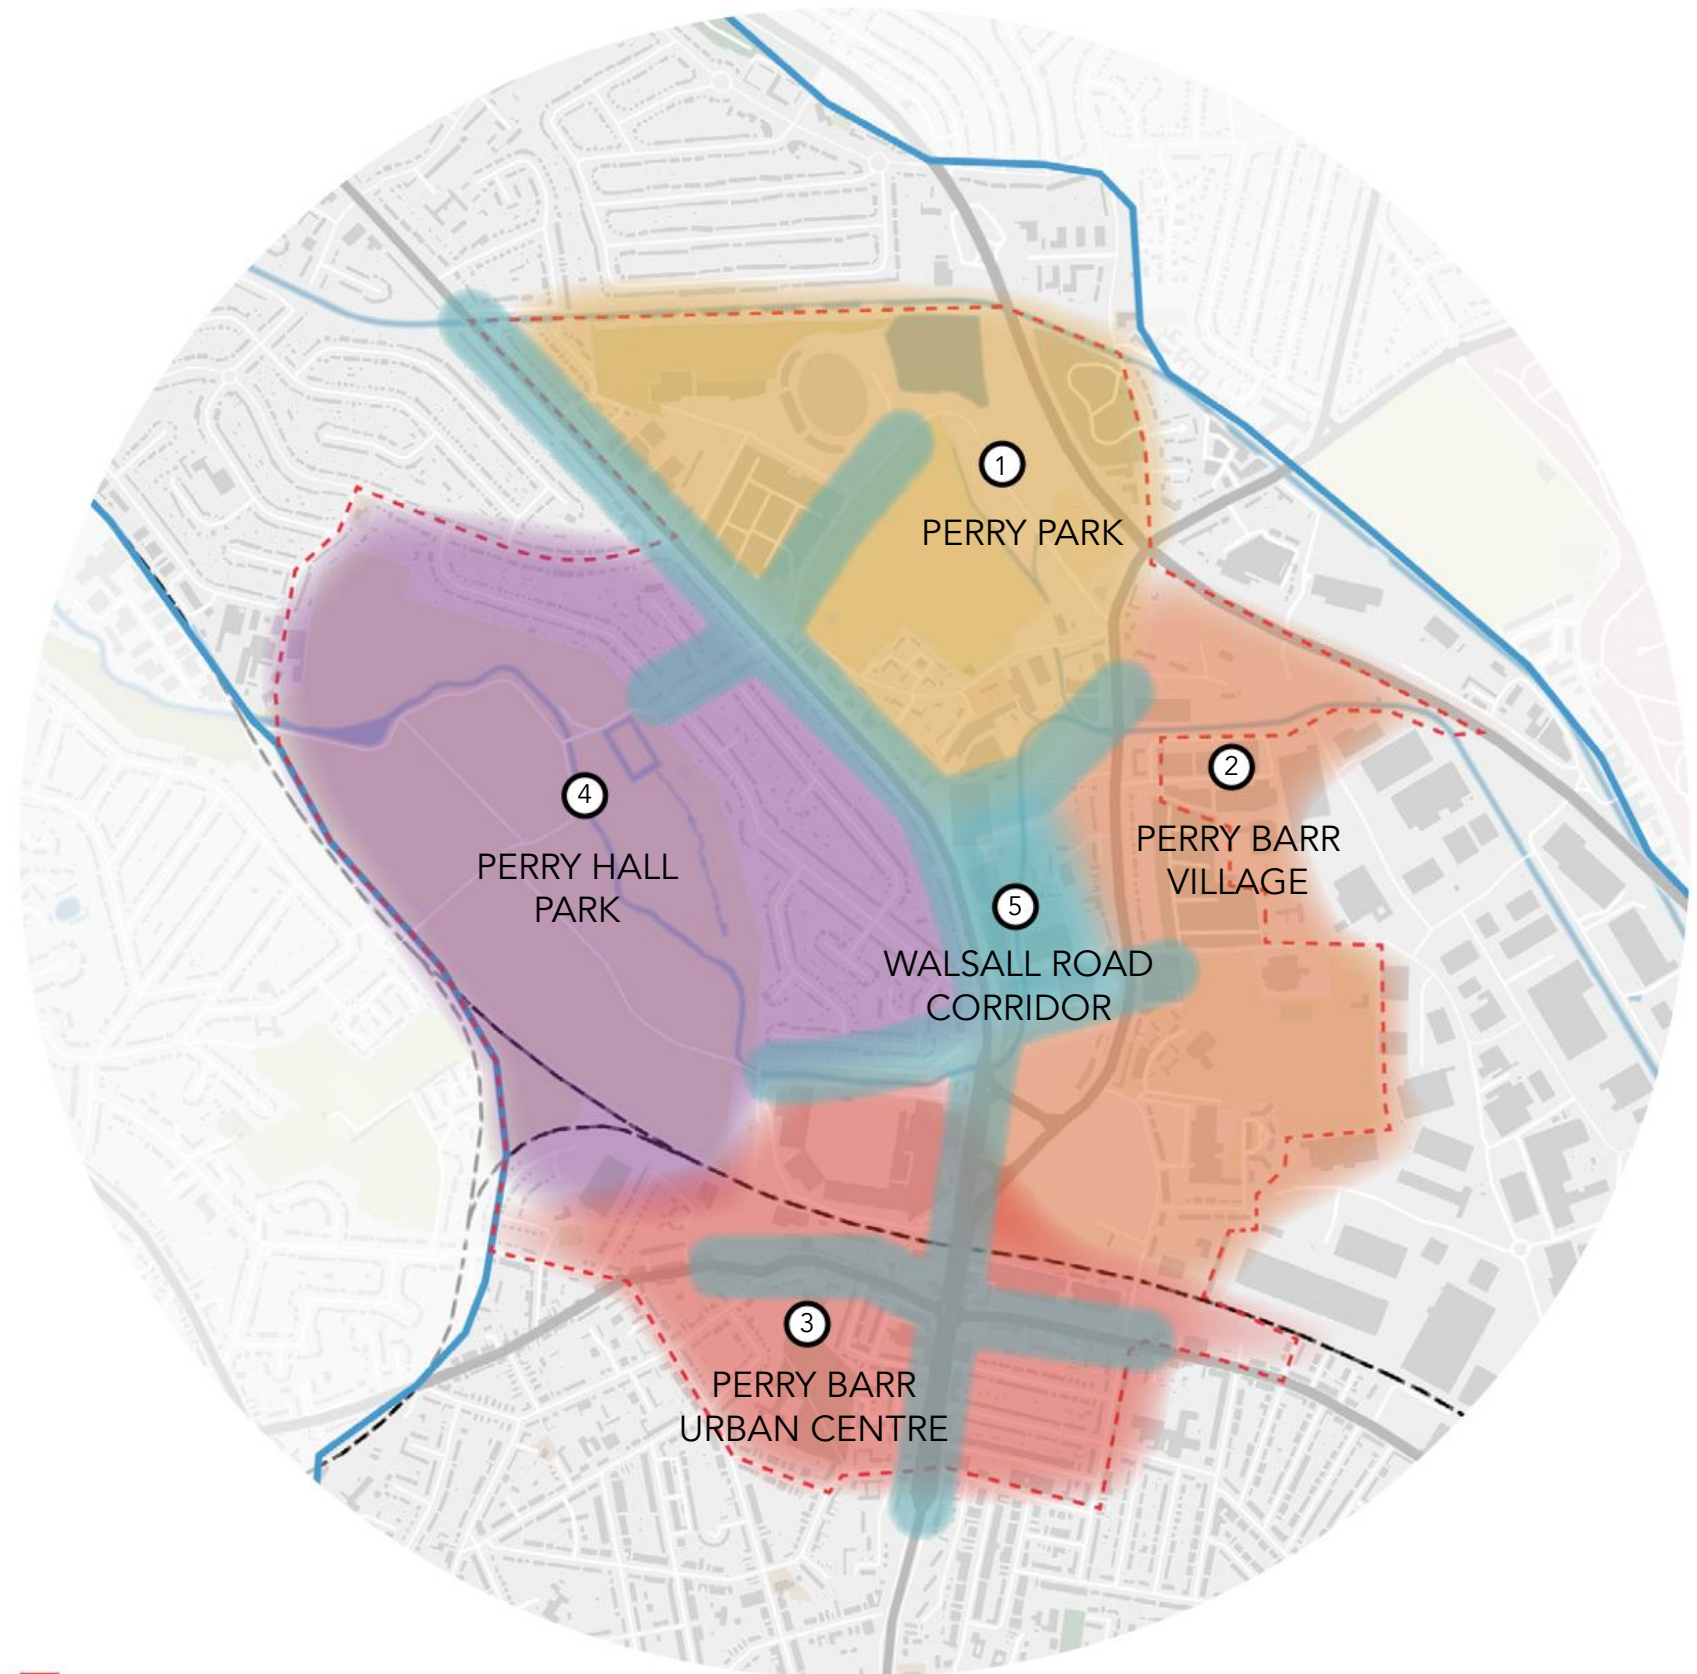 1
PERRY PARK
2
PERRY BARR
VILLAGE
4
PERRY HALL
PARK
5
WALSALL ROAD
CORRIDOR
3
PERRY BARR
URBAN CENTRE